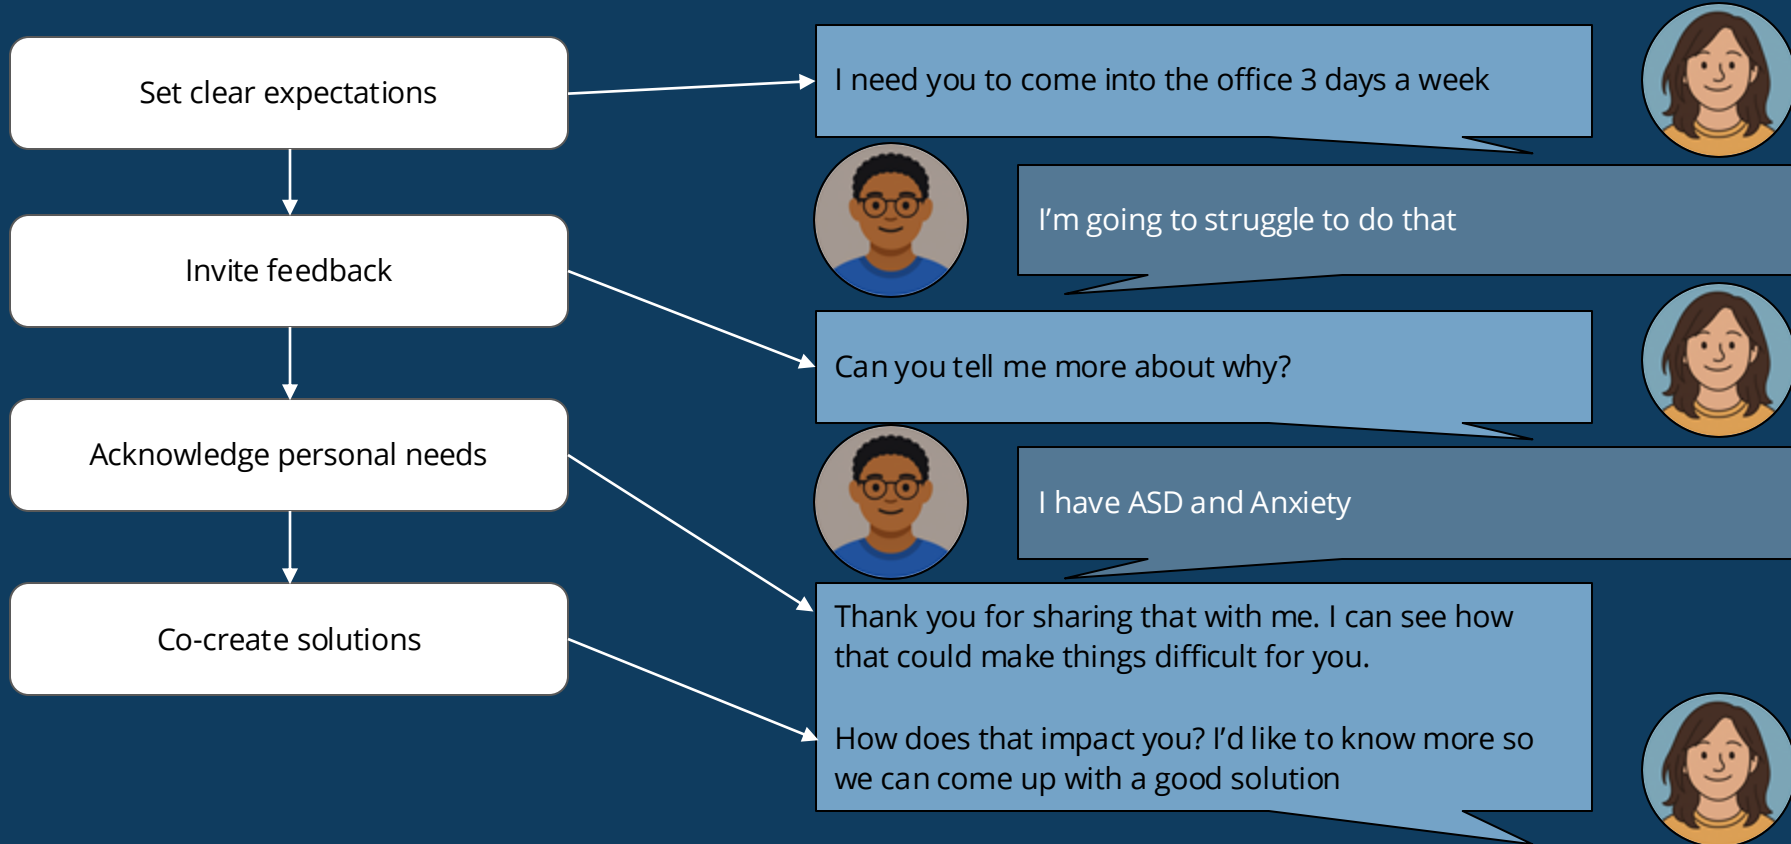 Set clear expectations
Invite feedback
Acknowledge personal needs
Co-create solutions
I need you to come into the office 3 days a week
I’m going to struggle to do that
Can you tell me more about why?
I have ASD and Anxiety
Thank you for sharing that with me. I can see how
that could make things difficult for you.
How does that impact you? I’d like to know more so
we can come up with a good solution